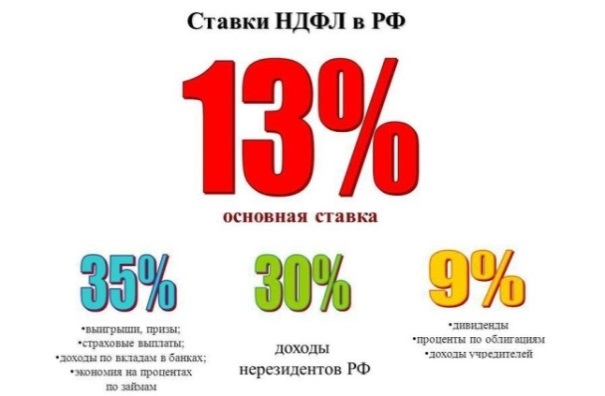 Ставки НДФЛ в РФ
13%
основная ставка
35%
•выигрыши, призы;
•страховые выплаты;
•доходы по вкладам в банках;
•экономия на процентах
по займам
30%
доходы
нерезидентов РФ
9%
•дивиденды
•проценты по облигациям
•доходы учредителей